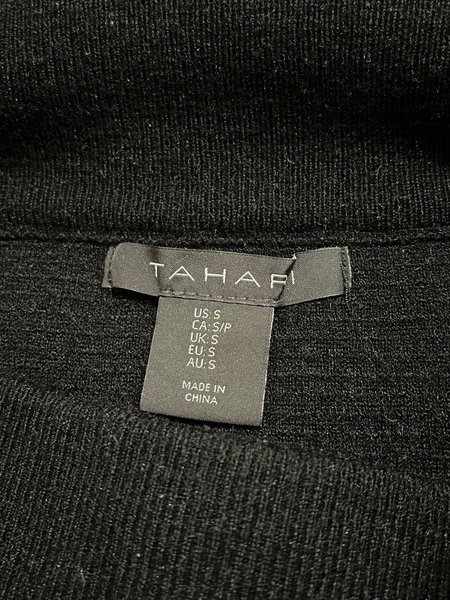 TAHARI
US: S
CA: S/P
UK: S
EU: S
AU: S
MADE IN
CHINA